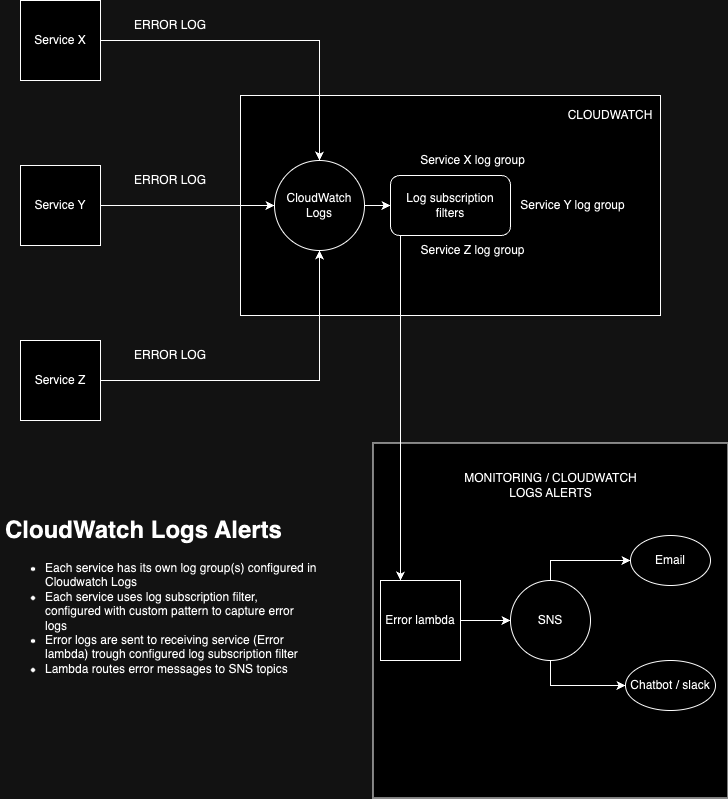 Service X
ERROR LOG
CLOUDWATCH
Service X log group
Service Y
ERROR LOG
CloudWatch
Logs
Log subscription
filters
Service Y log group
Service Z log group
Service Z
ERROR LOG
MONITORING / CLOUDWATCH
LOGS ALERTS
CloudWatch Logs Alerts
Each service has its own log group(s) configured in
Cloudwatch Logs
Each service uses log subscription filter,
configured with custom pattern to capture error
logs
Error logs are sent to receiving service (Error
lambda) trough configured log subscription filter
Lambda routes error messages to SNS topics
Error lambda
SNS
Email
Chatbot / slack